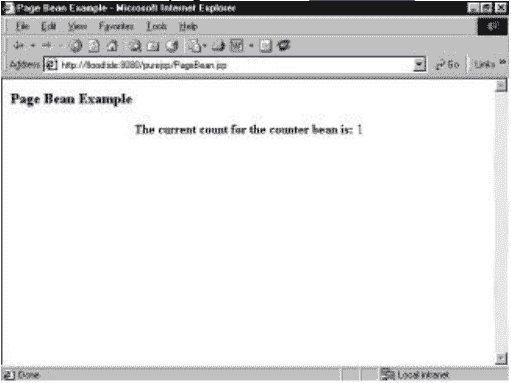 Page Bean Example - Microsoft Internet Explorer
File Edit View Favorites Tools Help
Address http://floodside:8080/purejsp/PageBean.jsp Go Links »
Page Bean Example
The current count for the counter bean is: 1
Done Local intranet